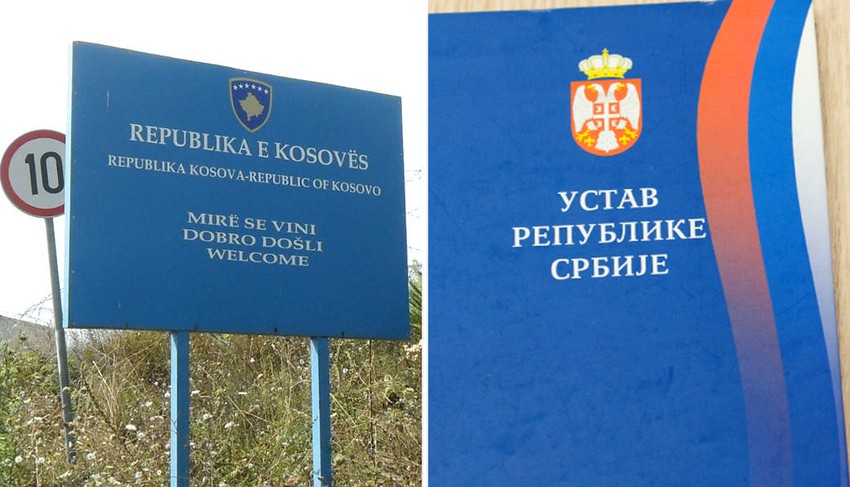 10
REPUBLIKA E KOSOVËS
REPUBLIKA KOSOVA-REPUBLIC OF KOSOVO
MIRË SE VINI
DOBRO DOŠLI
WELCOME
УСТАВ
РЕПУБЛИКЕ
СРБИЈЕ